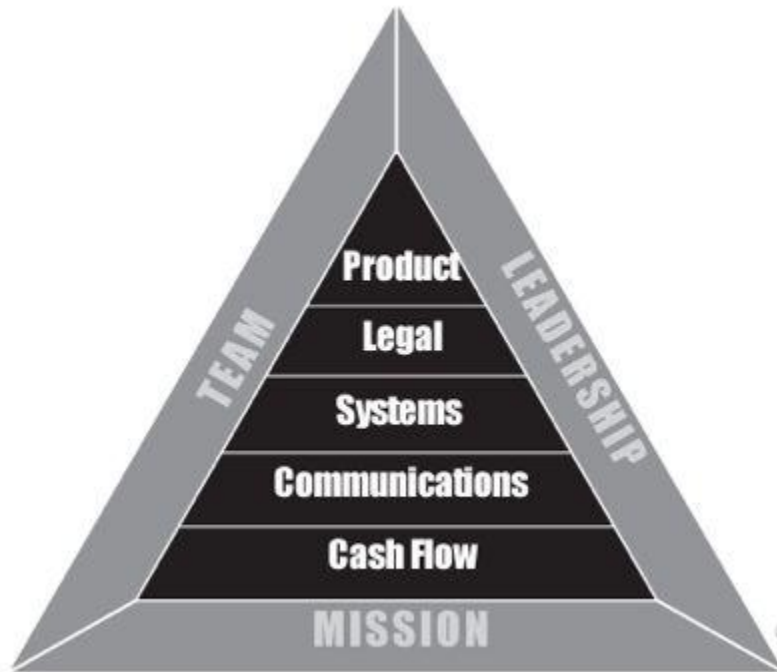 Product
LEADERSHIP
TEAM
Legal
Systems
Communications
Cash Flow
MISSION